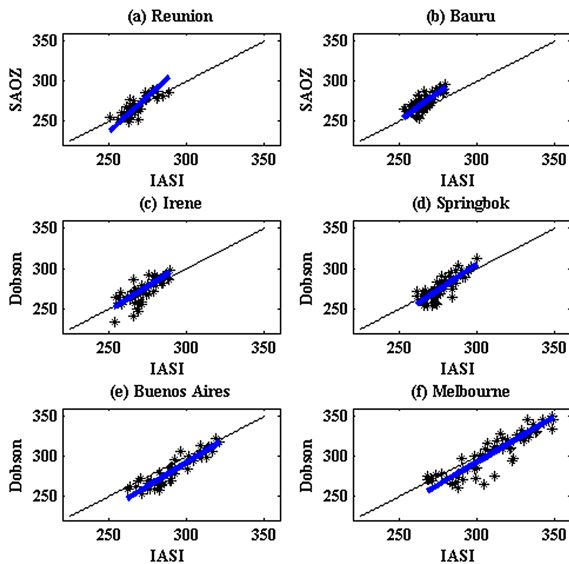 (a) Reunion
350
300
250
SAOZ
250 300 350
IASI
(b) Bauru
350
300
250
SAOZ
250 300 350
IASI
(c) Irene
350
300
250
Dobson
250 300 350
IASI
(d) Springbok
350
300
250
Dobson
250 300 350
IASI
(e) Buenos Aires
350
300
250
Dobson
250 300 350
IASI
(f) Melbourne
350
300
250
Dobson
250 300 350
IASI